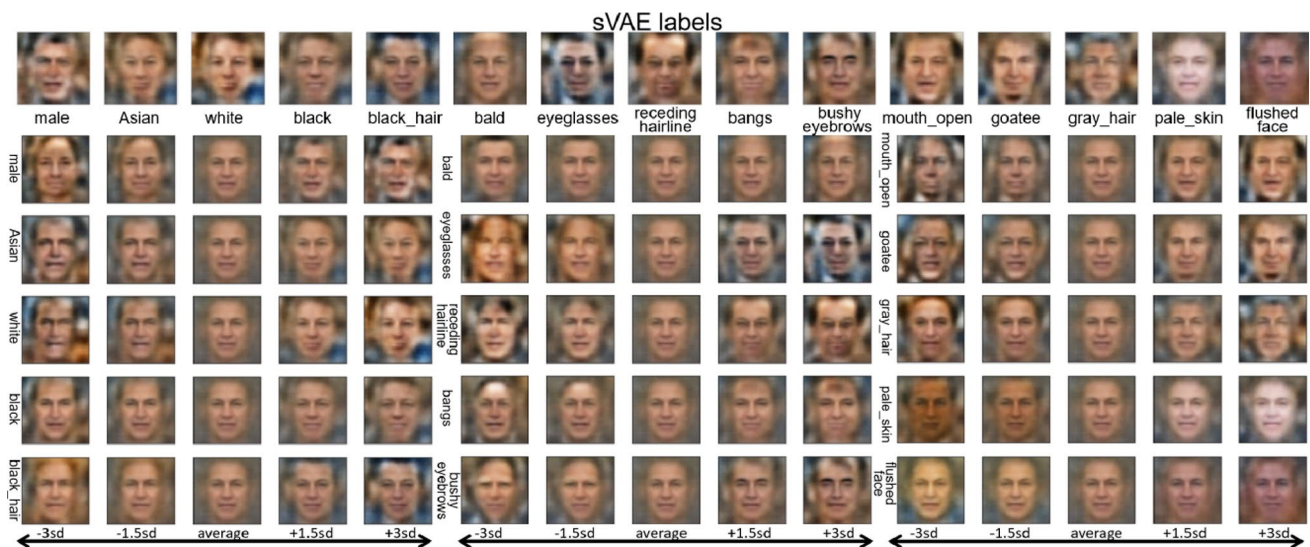 sVAE labels
male Asian white black black_hair bald eyeglasses receding hairline bangs bushy eyebrows mouth_open goatee gray_hair pale_skin flushed face
male
Asian
white
black
black_hair
bald
eyeglasses
receding
hairline
bangs
bushy
eyebrows
mouth_open
goatee
gray_hair
pale_skin
flushed
face
-3sd -1.5sd average +1.5sd +3sd -3sd -1.5sd average +1.5sd +3sd -3sd -1.5sd average +1.5sd +3sd